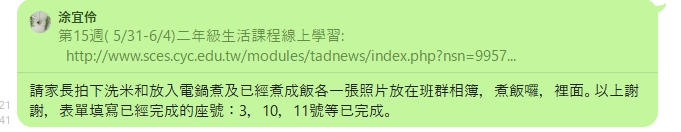 涂宜伶
第15週( 5/31-6/4)二年級生活課程線上學習:
http://www.sces.cyc.edu.tw/modules/tadnews/index.php?nsn=9957...
請家長拍下洗米和放入電鍋煮及已經煮成飯各一張照片放在班群相簿，煮飯囉，裡面。以上謝
謝，表單填寫已經完成的座號：3，10，11號等已完成。
21
41